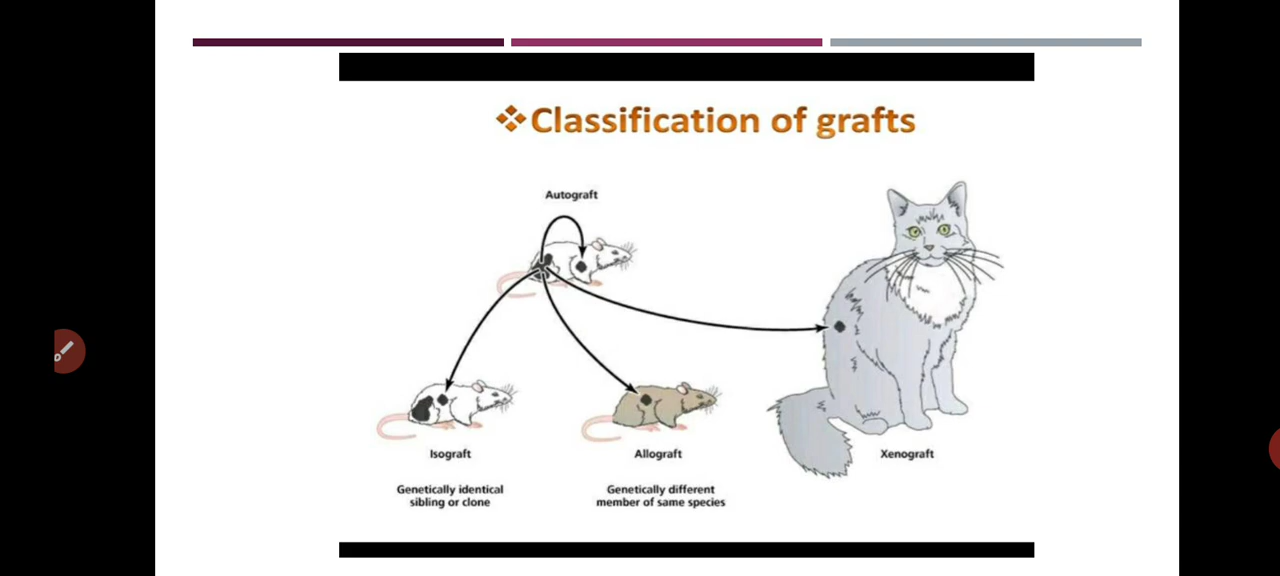 ❖Classification of grafts
Autograft
Isograft
Allograft
Xenograft
Genetically identical
sibling or clone
Genetically different
member of same species